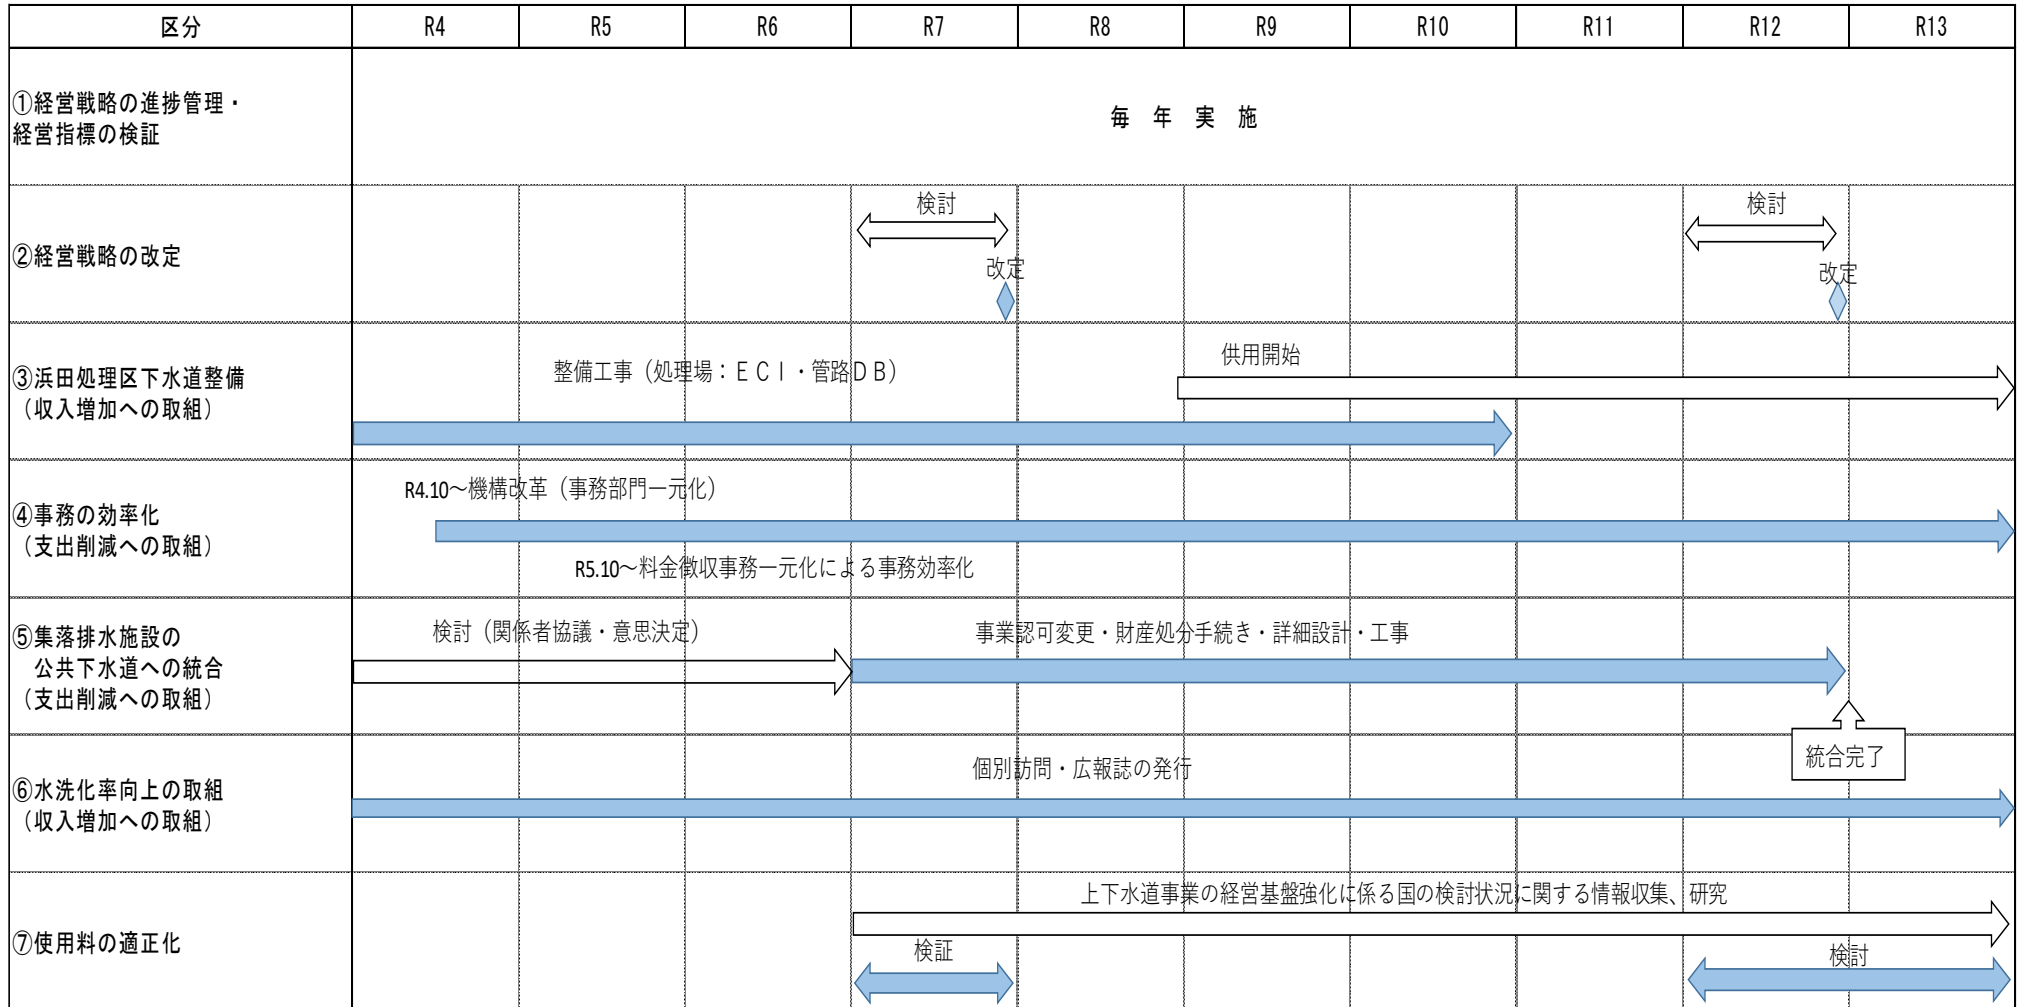 区分 R4 R5 R6 R7 R8 R9 R10 R11 R12 R13
①経営戦略の進捗管理・
経営指標の検証
毎 年 実 施
②経営戦略の改定
検討
改定
検討
改定
③浜田処理区下水道整備
（収入増加への取組）
整備工事（処理場：ＥＣＩ・管路ＤＢ）
供用開始
④事務の効率化
（支出削減への取組）
R4.10～機構改革（事務部門一元化）
R5.10～料金徴収事務一元化による事務効率化
⑤集落排水施設の
　公共下水道への統合
（支出削減への取組）
検討（関係者協議・意思決定）
事業認可変更・財産処分手続き・詳細設計・工事
統合完了
⑥水洗化率向上の取組
（収入増加への取組）
個別訪問・広報誌の発行
⑦使用料の適正化
上下水道事業の経営基盤強化に係る国の検討状況に関する情報収集、研究
検証
検討